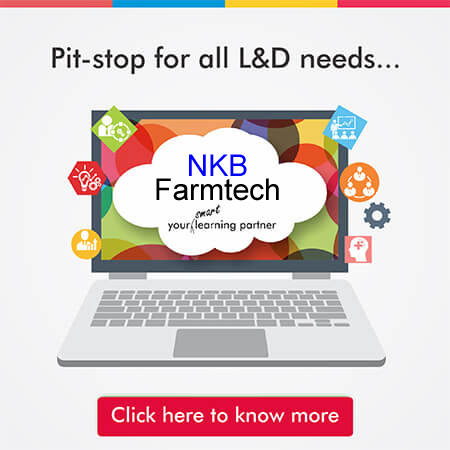 Pit-stop for all L&D needs...
NKB
Farmtech
smart
your learning partner
Click here to know more